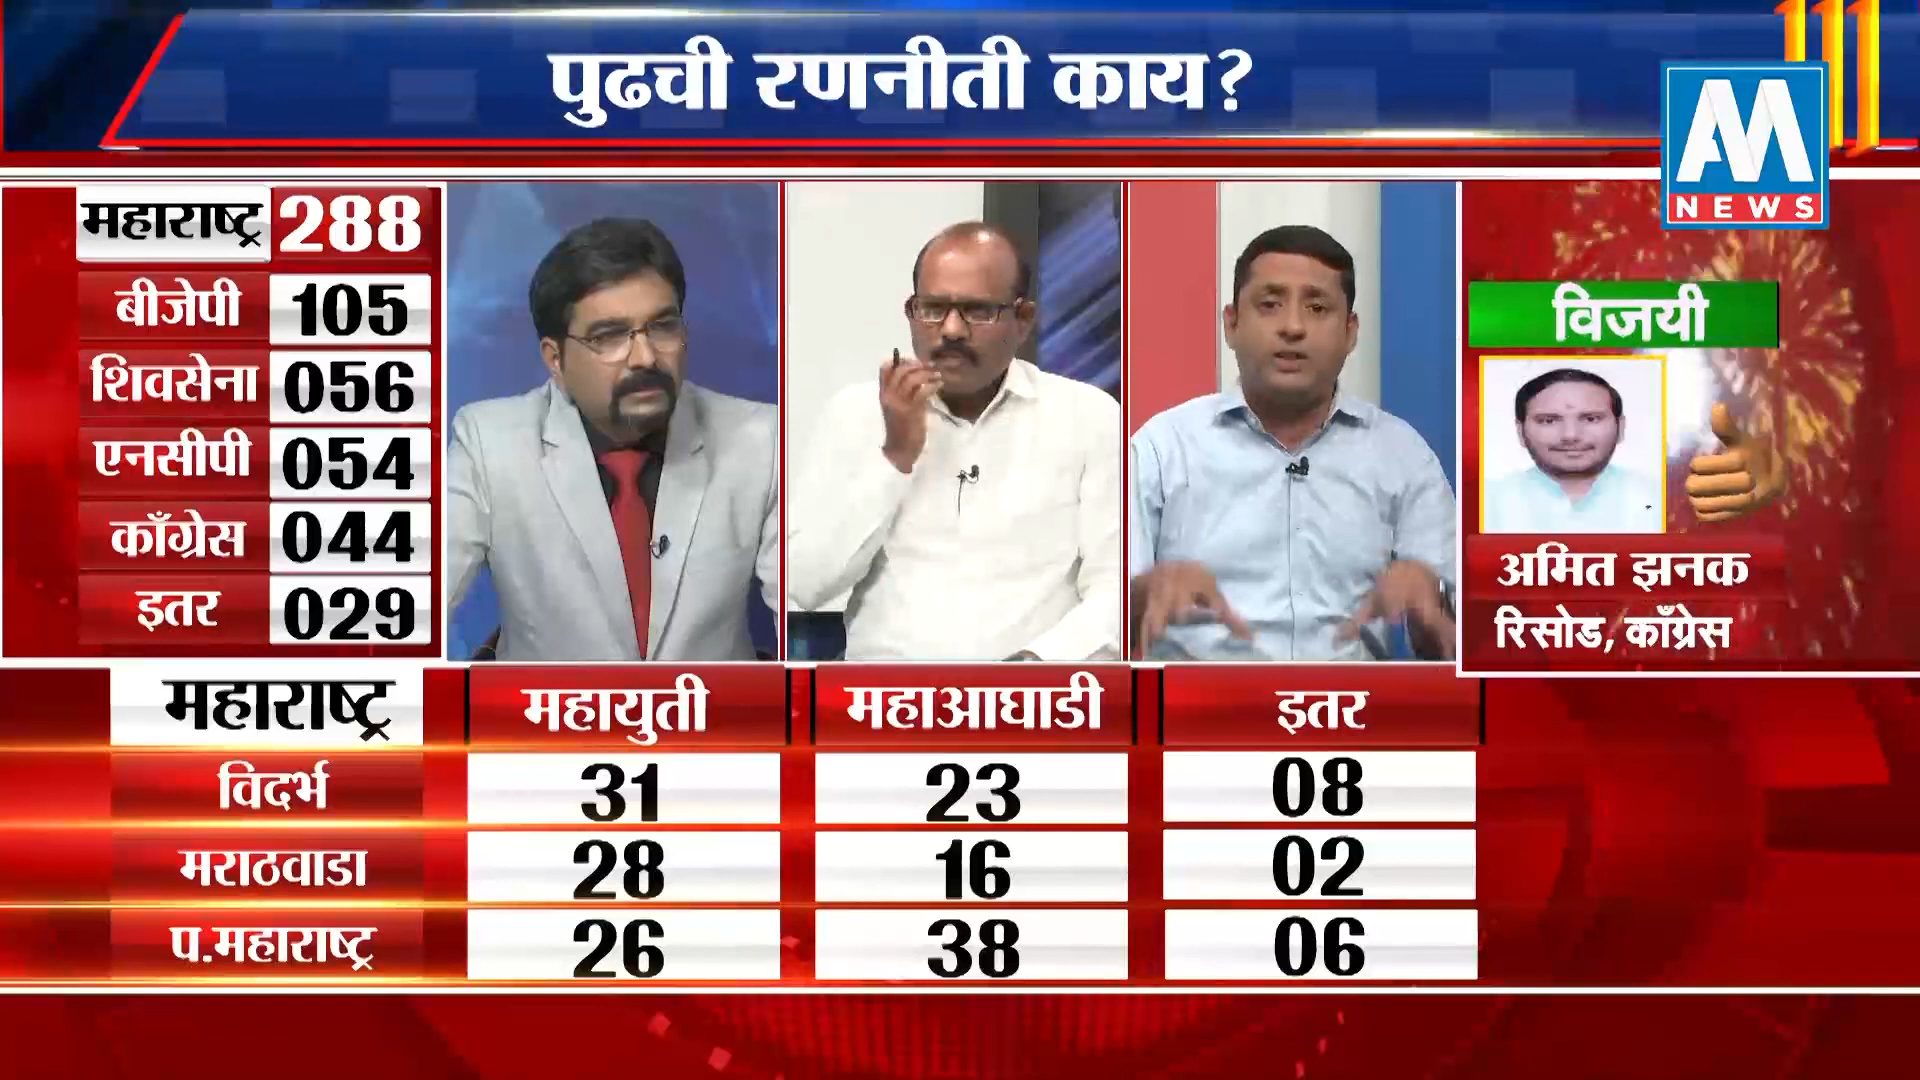 पुढची रणनीती काय?
AM
NEWS
महाराष्ट्र 288
बीजेपी 105
शिवसेना 056
एनसीपी 054
काँग्रेस 044
इतर 029
विजयी
अमित झनक
रिसोड, काँग्रेस
महाराष्ट्र महायुती महाआघाडी इतर
विदर्भ 31 23 08
मराठवाडा 28 16 02
प.महाराष्ट्र 26 38 06